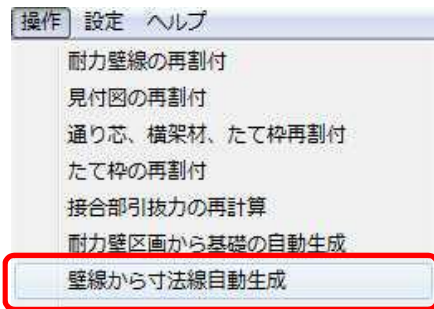 操作 設定 ヘルプ
耐力壁線の再割付
見付図の再割付
通り芯、横架材、たて枠再割付
たて枠の再割付
接合部引抜力の再計算
耐力壁区画から基礎の自動生成
壁線から寸法線自動生成